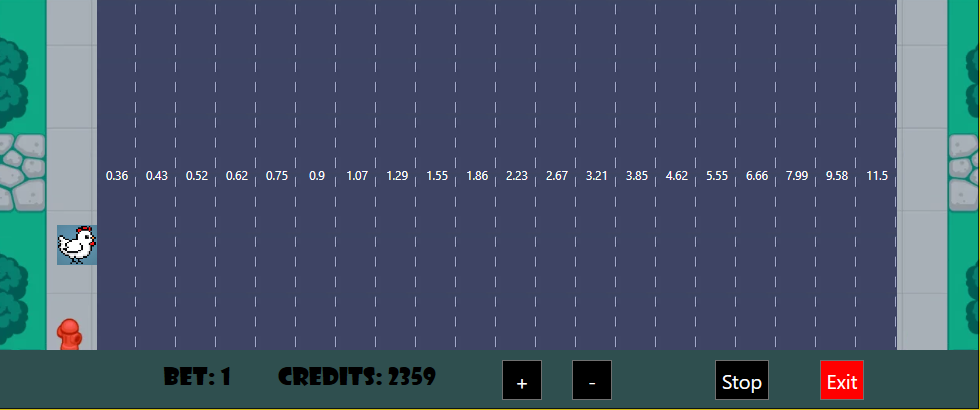 0.36 0.43 0.52 0.62 0.75 0.9 1.07 1.29 1.55 1.86 2.23 2.67 3.21 3.85 4.62 5.55 6.66 7.99 9.58 11.5
BET: 1 CREDITS: 2359 + - Stop Exit